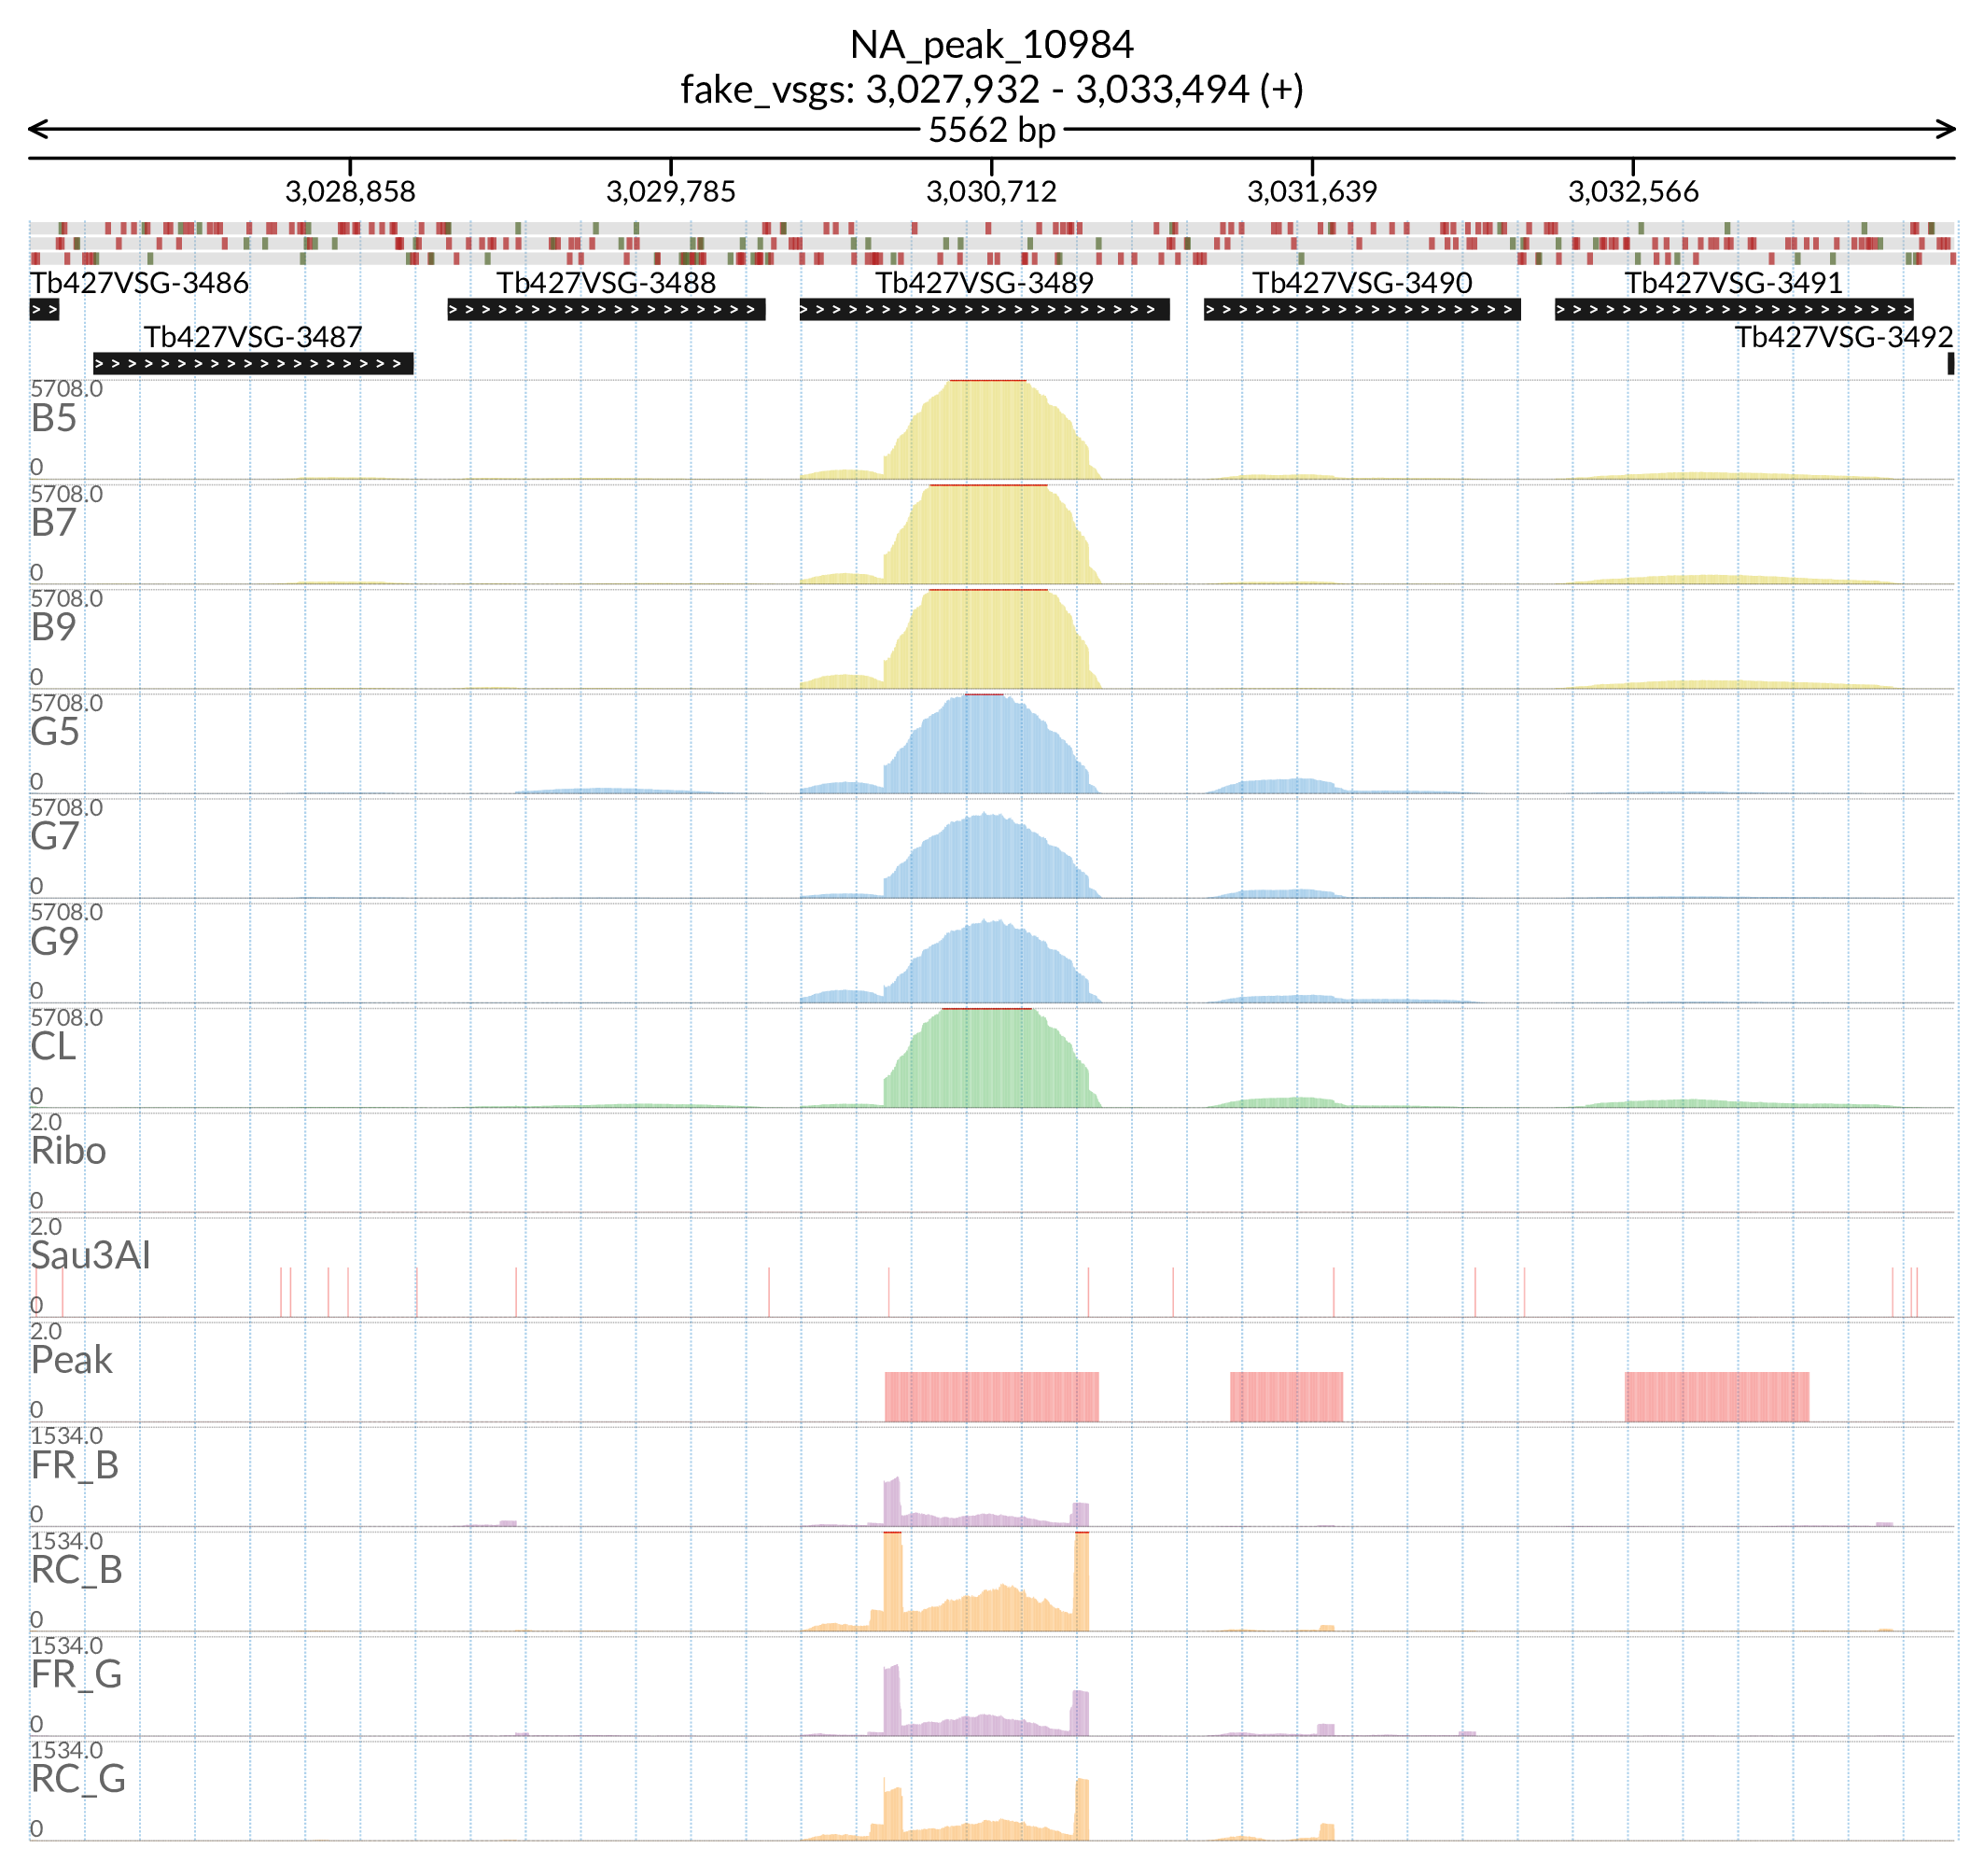 NA_peak_10984
fake_vsgs: 3,027,932 - 3,033,494 (+)
5562 bp
3,028,858 3,029,785 3,030,712 3,031,639 3,032,566
Tb427VSG-3486 Tb427VSG-3488 Tb427VSG-3489 Tb427VSG-3490 Tb427VSG-3491
Tb427VSG-3487 Tb427VSG-3492
5708.0
B5
0
5708.0
B7
0
5708.0
B9
0
5708.0
G5
0
5708.0
G7
0
5708.0
G9
0
5708.0
CL
0
2.0
Ribo
0
2.0
Sau3AI
0
2.0
Peak
0
1534.0
FR_B
0
1534.0
RC_B
0
1534.0
FR_G
0
1534.0
RC_G
0